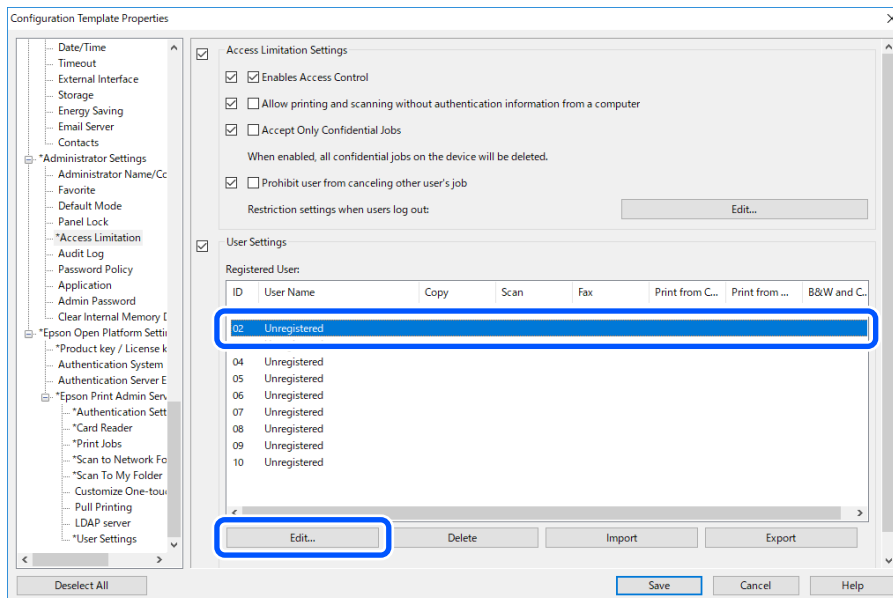 Configuration Template Properties
Date/Time
Timeout
External Interface
Storage
Energy Saving
Email Server
Contacts
*Administrator Settings
Administrator Name/Co
Favorite
Default Mode
Panel Lock
*Access Limitation
Audit Log
Password Policy
Application
Admin Password
Clear Internal Memory D
*Epson Open Platform Settin
*Product key / License k
Authentication System
Authentication Server E
*Epson Print Admin Serv
*Authentication Sett
*Card Reader
*Print Jobs
*Scan to Network Fo
*Scan To My Folder
Customize One-tou
Pull Printing
LDAP server
*User Settings
Access Limitation Settings
Enables Access Control
Allow printing and scanning without authentication information from a computer
Accept Only Confidential Jobs
When enabled, all confidential jobs on the device will be deleted.
Prohibit user from canceling other user's job
Restriction settings when users log out: Edit...
User Settings
Registered User:
ID User Name Copy Scan Fax Print from C... Print from ... B&W and C..
02 Unregistered
04 Unregistered
05 Unregistered
06 Unregistered
07 Unregistered
08 Unregistered
09 Unregistered
10 Unregistered
Edit... Delete Import Export
Deselect All Save Cancel Help